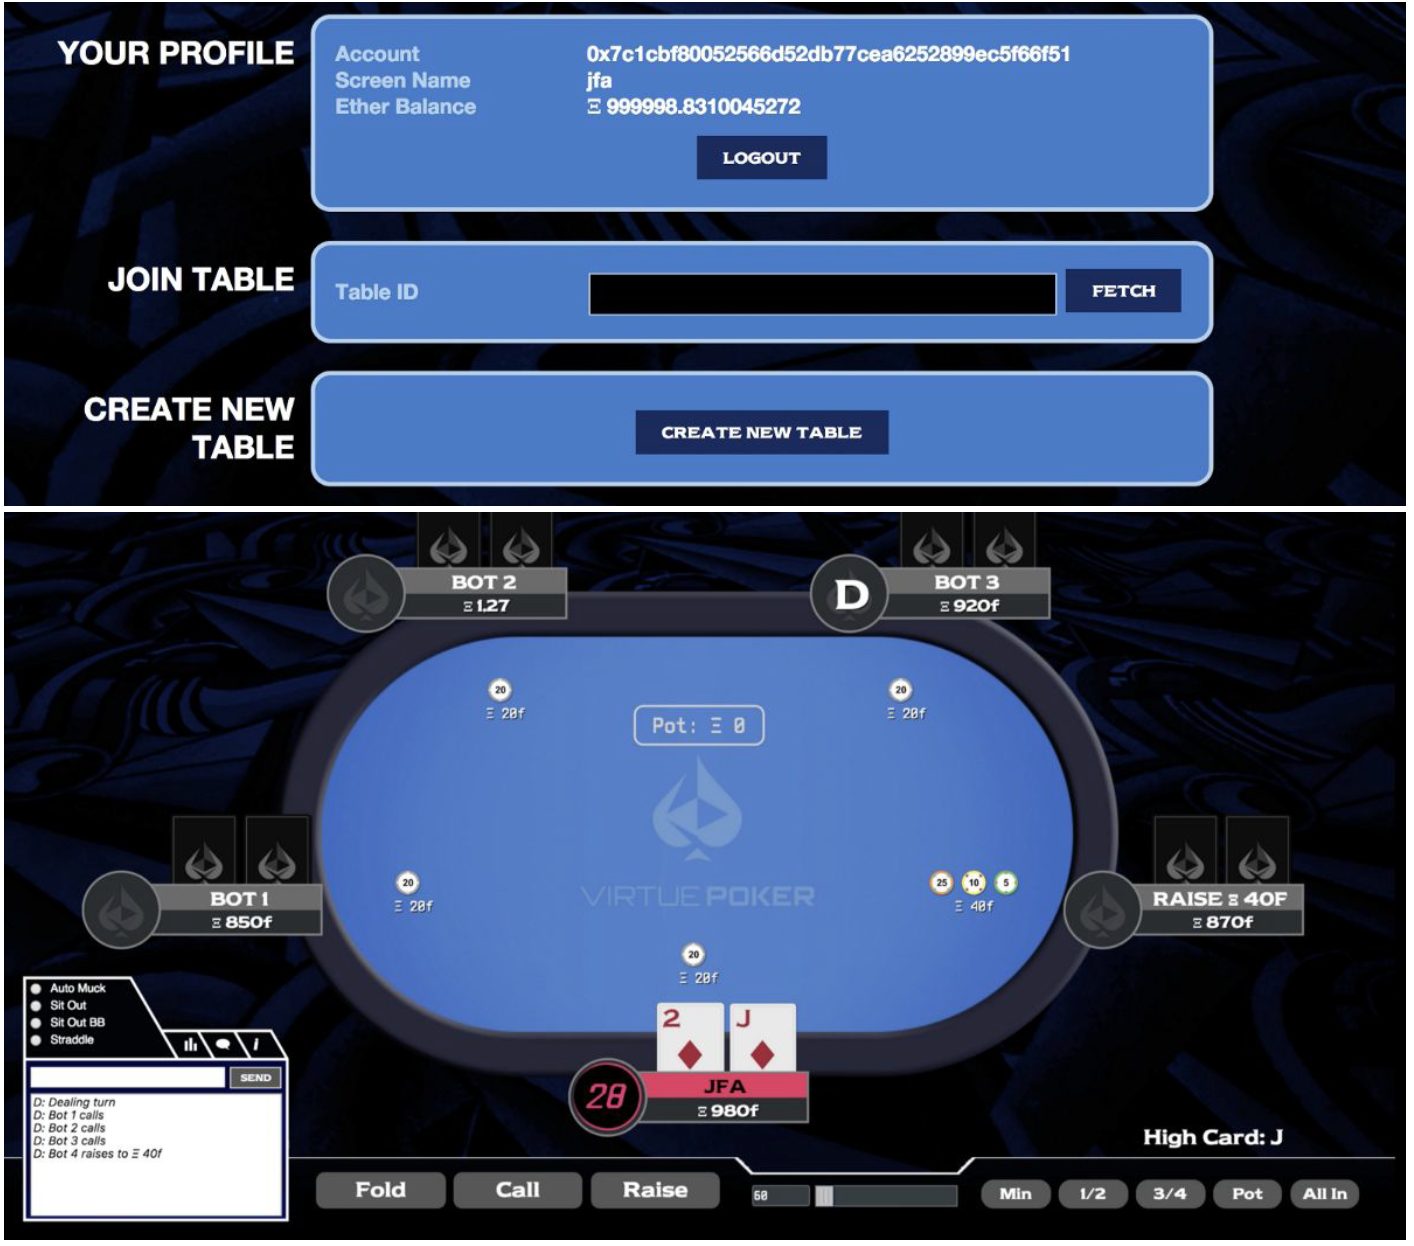 YOUR PROFILE
Account 0x7c1cbf80052566d52db77cea6252899ec5f66f51
Screen Name jfa
Ether Balance Ξ 999998.8310045272
LOGOUT
JOIN TABLE
Table ID
FETCH
CREATE NEW
TABLE
CREATE NEW TABLE
BOT 2
Ξ 1.27
D
BOT 3
Ξ 920f
20
Ξ 20f
Pot: Ξ 0
20
Ξ 20f
BOT 1
Ξ 850f
20
Ξ 20f
VIRTUE POKER
25 10 5
Ξ 40f
RAISE Ξ 40F
Ξ 870f
20
Ξ 20f
2 J
28
JFA
Ξ 980f
Auto Muck
Sit Out
Sit Out BB
Straddle
i
SEND
D: Dealing turn
D: Bot 1 calls
D: Bot 2 calls
D: Bot 3 calls
D: Bot 4 raises to Ξ 40f
High Card: J
Fold Call Raise 60 Min 1/2 3/4 Pot All In